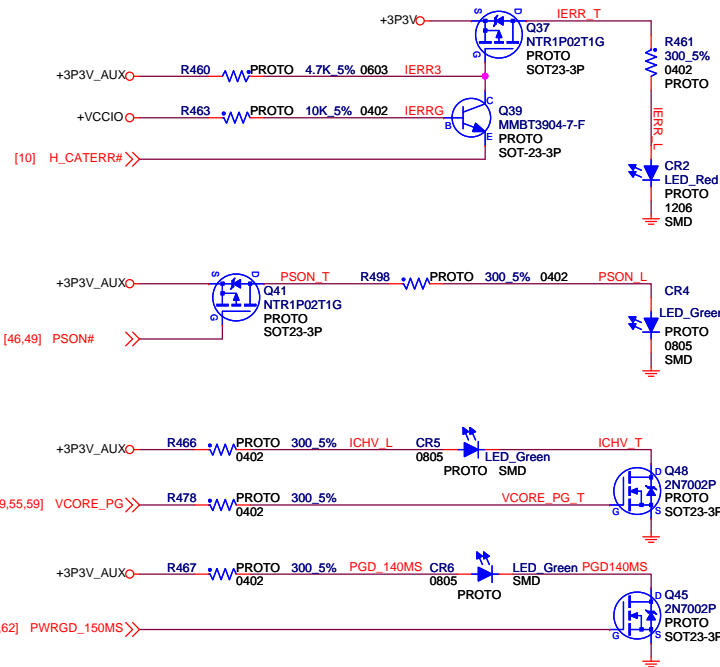 +3P3V S D IERR_T
Q37
NTR1P02T1G
PROTO
SOT23-3P
G
R461
300_5%
0402
PROTO
+3P3V_AUX R460 PROTO 4.7K_5% 0603 IERR3
+VCCIO R463 PROTO 10K_5% 0402 IERRG
B C E
Q39
MMBT3904-7-F
PROTO
SOT-23-3P
IERR_L
[10] H_CATERR#
CR2
LED_Red
PROTO
1206
SMD
+3P3V_AUX S D PSON_T R498 PROTO 300_5% 0402 PSON_L
G
Q41
NTR1P02T1G
PROTO
SOT23-3P
CR4
LED_Green
PROTO
0805
SMD
[46,49] PSON#
+3P3V_AUX R466 PROTO 300_5% ICHV_L CR5 ICHV_T
0402 0805 LED_Green
PROTO SMD
D Q48
2N7002P
PROTO
G S SOT23-3P
9,55,59] VCORE_PG R478 PROTO 300_5% VCORE_PG_T
0402
+3P3V_AUX R467 PROTO 300_5% PGD_140MS CR6 LED_Green PGD140MS
0402 0805 SMD
PROTO
D Q45
2N7002P
PROTO
G S SOT23-3P
,62] PWRGD_150MS